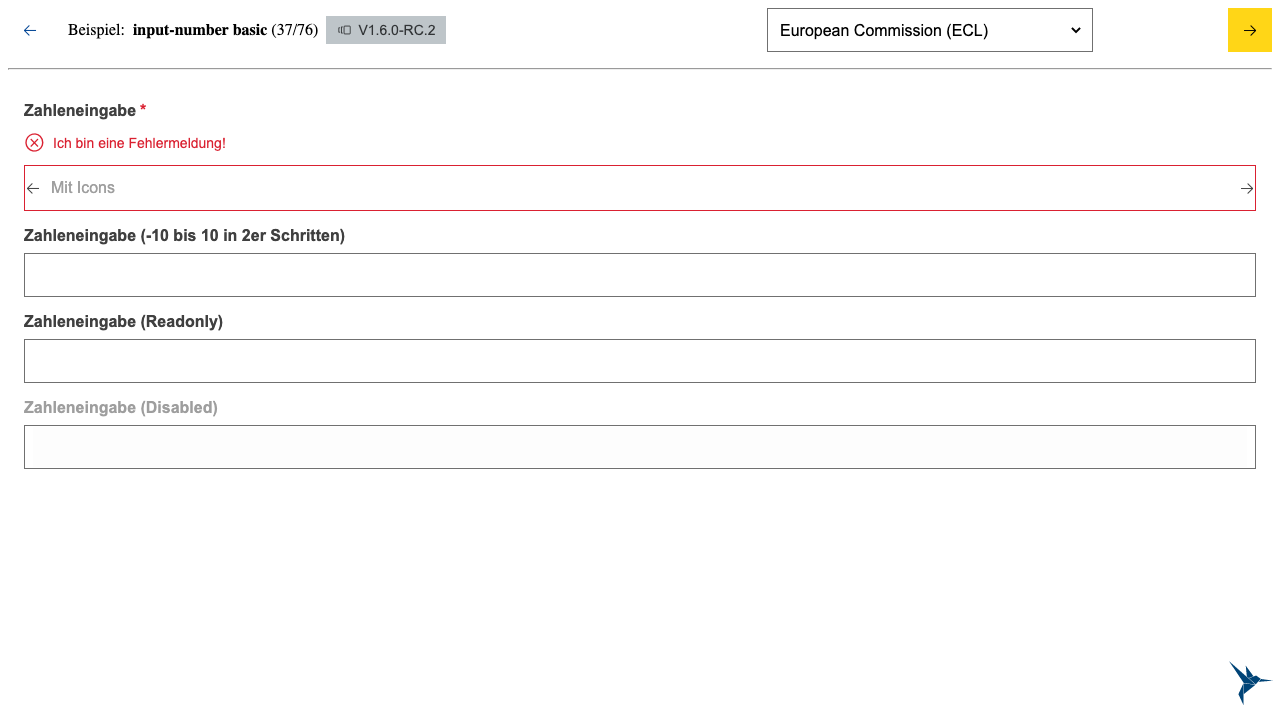 Beispiel: input-number basic (37/76) V1.6.0-RC.2 European Commission (ECL)
Zahleneingabe *
Ich bin eine Fehlermeldung!
Mit Icons
Zahleneingabe (-10 bis 10 in 2er Schritten)
Zahleneingabe (Readonly)
Zahleneingabe (Disabled)